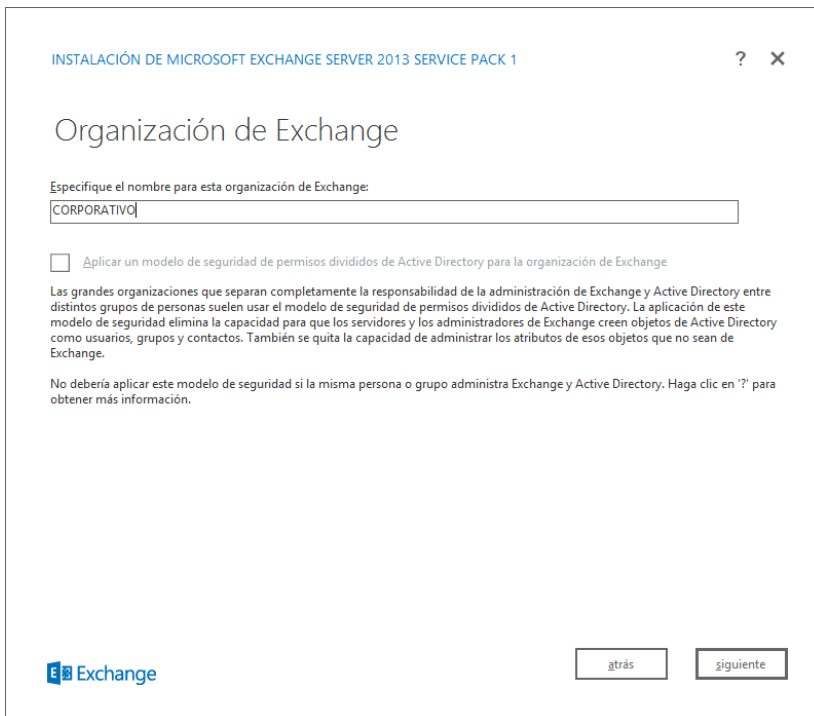 INSTALACIÓN DE MICROSOFT EXCHANGE SERVER 2013 SERVICE PACK 1
? ✕
Organización de Exchange
Especifique el nombre para esta organización de Exchange:
CORPORATIVO
Aplicar un modelo de seguridad de permisos divididos de Active Directory para la organización de Exchange
Las grandes organizaciones que separan completamente la responsabilidad de la administración de Exchange y Active Directory entre
distintos grupos de personas suelen usar el modelo de seguridad de permisos divididos de Active Directory. La aplicación de este
modelo de seguridad elimina la capacidad para que los servidores y los administradores de Exchange creen objetos de Active Directory
como usuarios, grupos y contactos. También se quita la capacidad de administrar los atributos de esos objetos que no sean de
Exchange.
No debería aplicar este modelo de seguridad si la misma persona o grupo administra Exchange y Active Directory. Haga clic en '?' para
obtener más información.
Exchange
atrás
siguiente